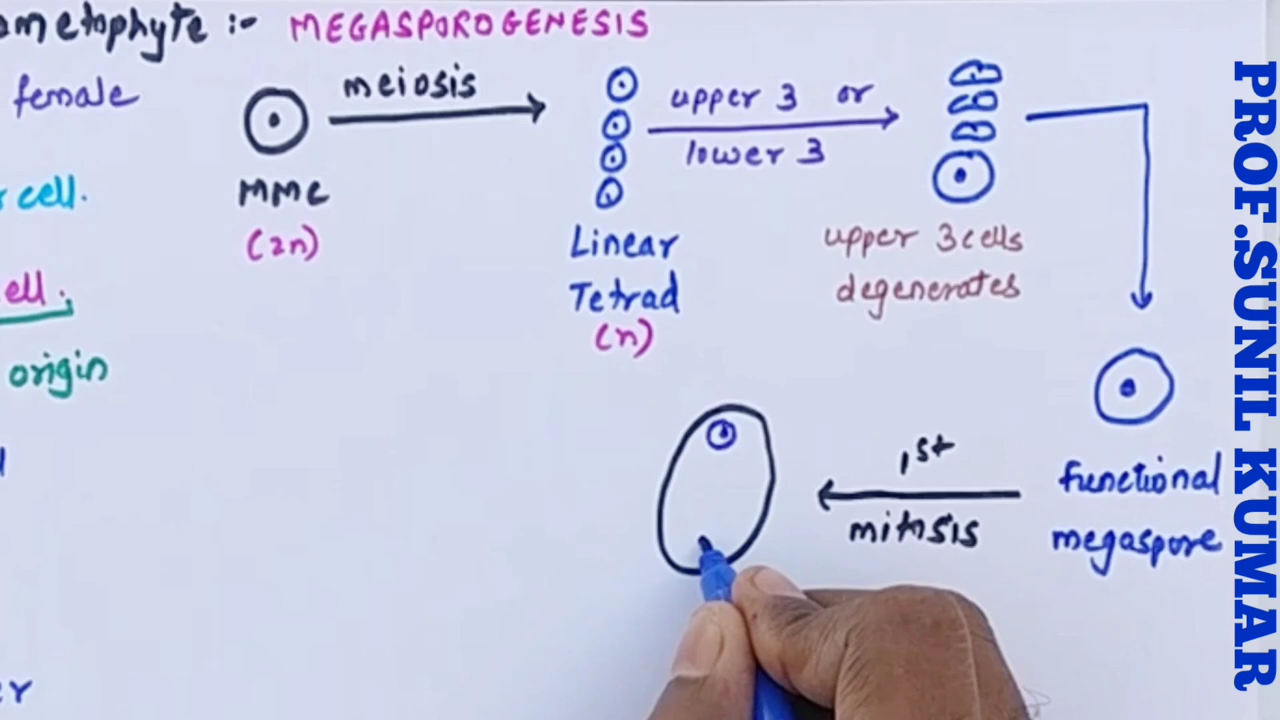 ametophyte :- MEGASPOROGENESIS
female
cell.
ell.
origin
er
MMC
(2n)
meiosis
Linear
Tetrad
(n)
upper 3 or
lower 3
upper 3 cells
degenerates
functional
megaspore
1st
mitosis
PROF.SUNIL KUMAR